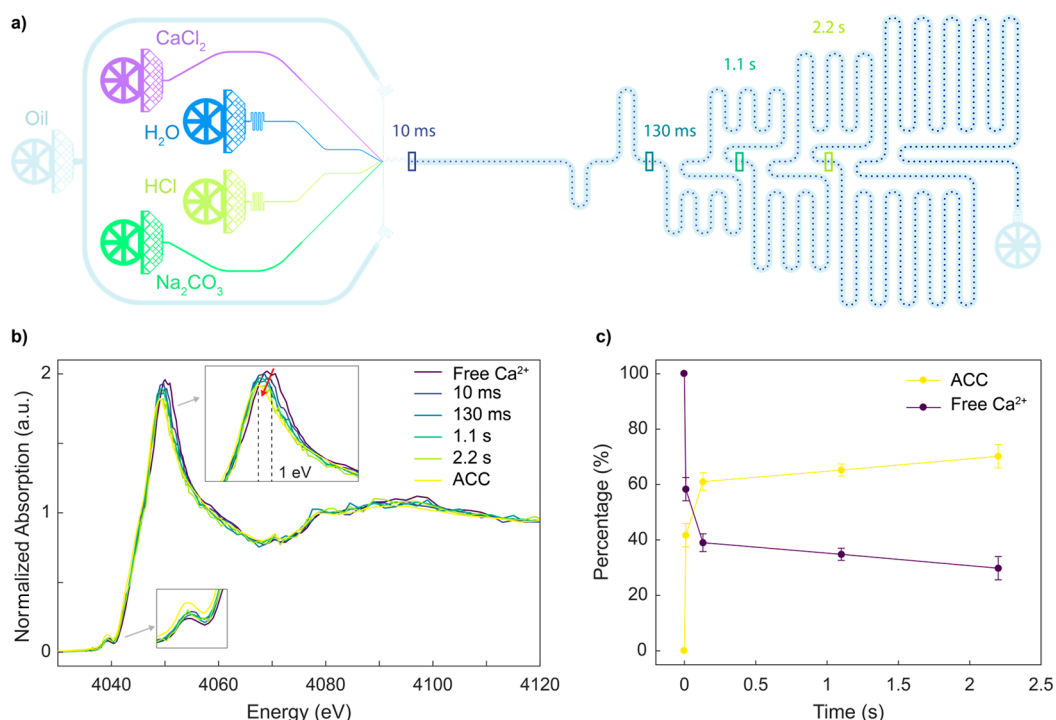 a)
CaCl₂
H₂O
HCl
Na₂CO₃
Oil
10 ms
130 ms
1.1 s
2.2 s
b)
Normalized Absorption (a.u.)
2
1
0
4040
4060
4080
4100
4120
Energy (eV)
1 eV
Free Ca²⁺
10 ms
130 ms
1.1 s
2.2 s
ACC
c)
Percentage (%)
100
80
60
40
20
0
0
0.5
1.0
1.5
2.0
2.5
Time (s)
ACC
Free Ca²⁺